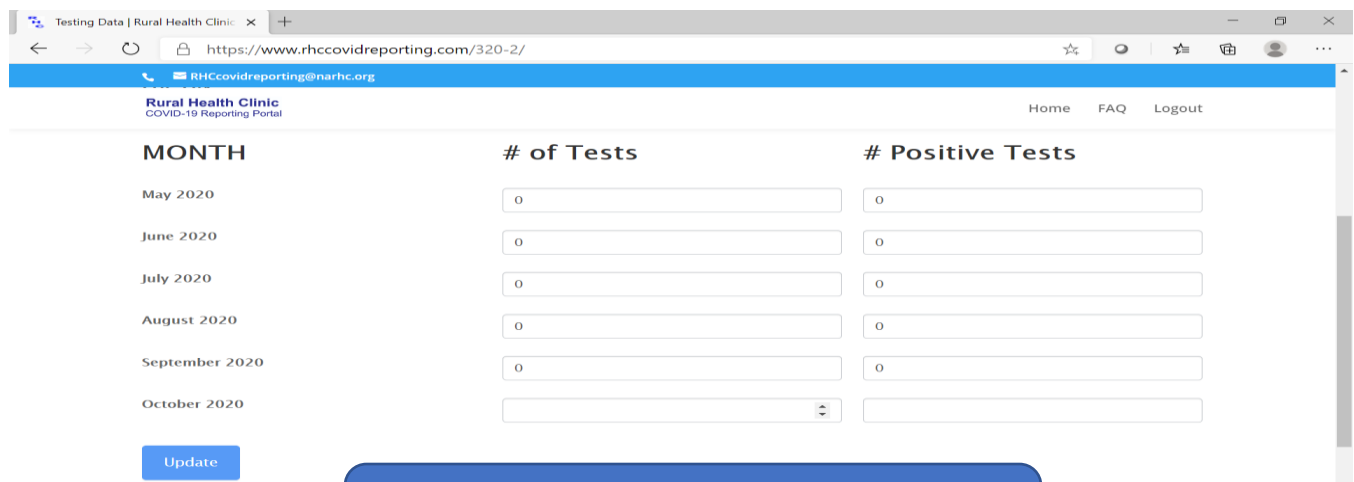 Testing Data | Rural Health Clinic
https://www.rhccovidreporting.com/320-2/
RHCcovidreporting@narhc.org
Rural Health Clinic
COVID-19 Reporting Portal
Home FAQ Logout
MONTH # of Tests # Positive Tests
May 2020 0 0
June 2020 0 0
July 2020 0 0
August 2020 0 0
September 2020 0 0
October 2020
Update